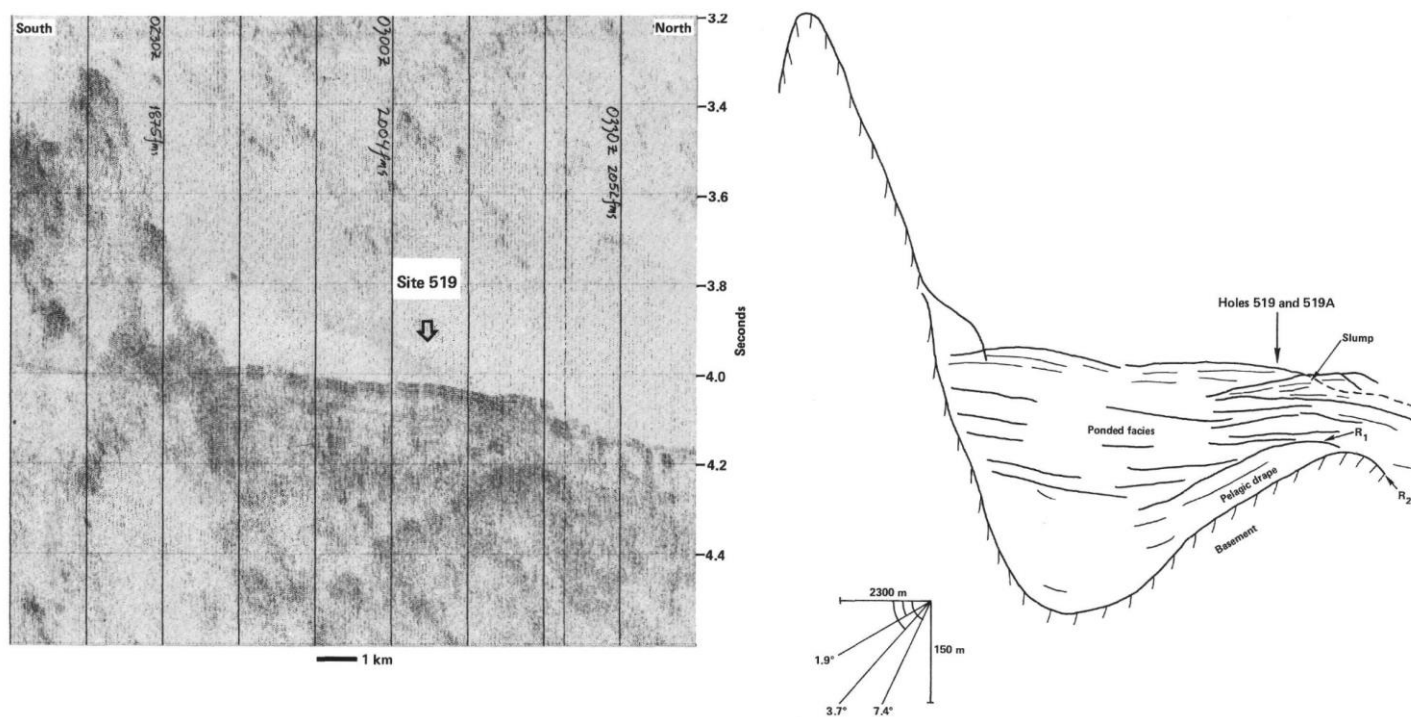 South
North
0230Z 1875fms
0300Z 2004fms
0330Z 2052fms
Site 519
3.2
3.4
3.6
3.8
4.0
4.2
4.4
Seconds
1 km
Holes 519 and 519A
Slump
Ponded facies
R1
Pelagic drape
R2
Basement
2300 m
150 m
1.9°
3.7°
7.4°